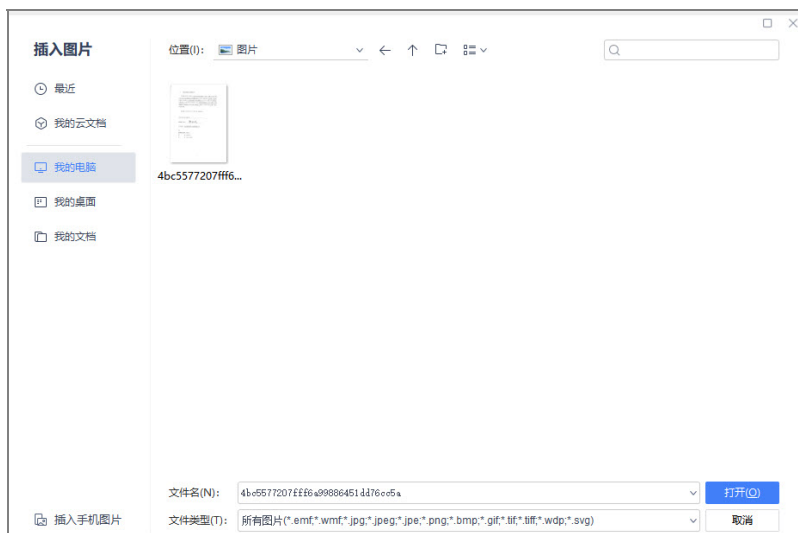 插入图片
位置(I): 图片
最近
我的云文档
我的电脑
4bc5577207fff6...
我的桌面
我的文档
文件名(N): 4bc5577207fff6a99886451dd76cc5a 打开(O)
插入手机图片
文件类型(T): 所有图片(*.emf;*.wmf;*.jpg;*.jpeg;*.jpe;*.png;*.bmp;*.gif;*.tif;*.tiff;*.wdp;*.svg) 取消